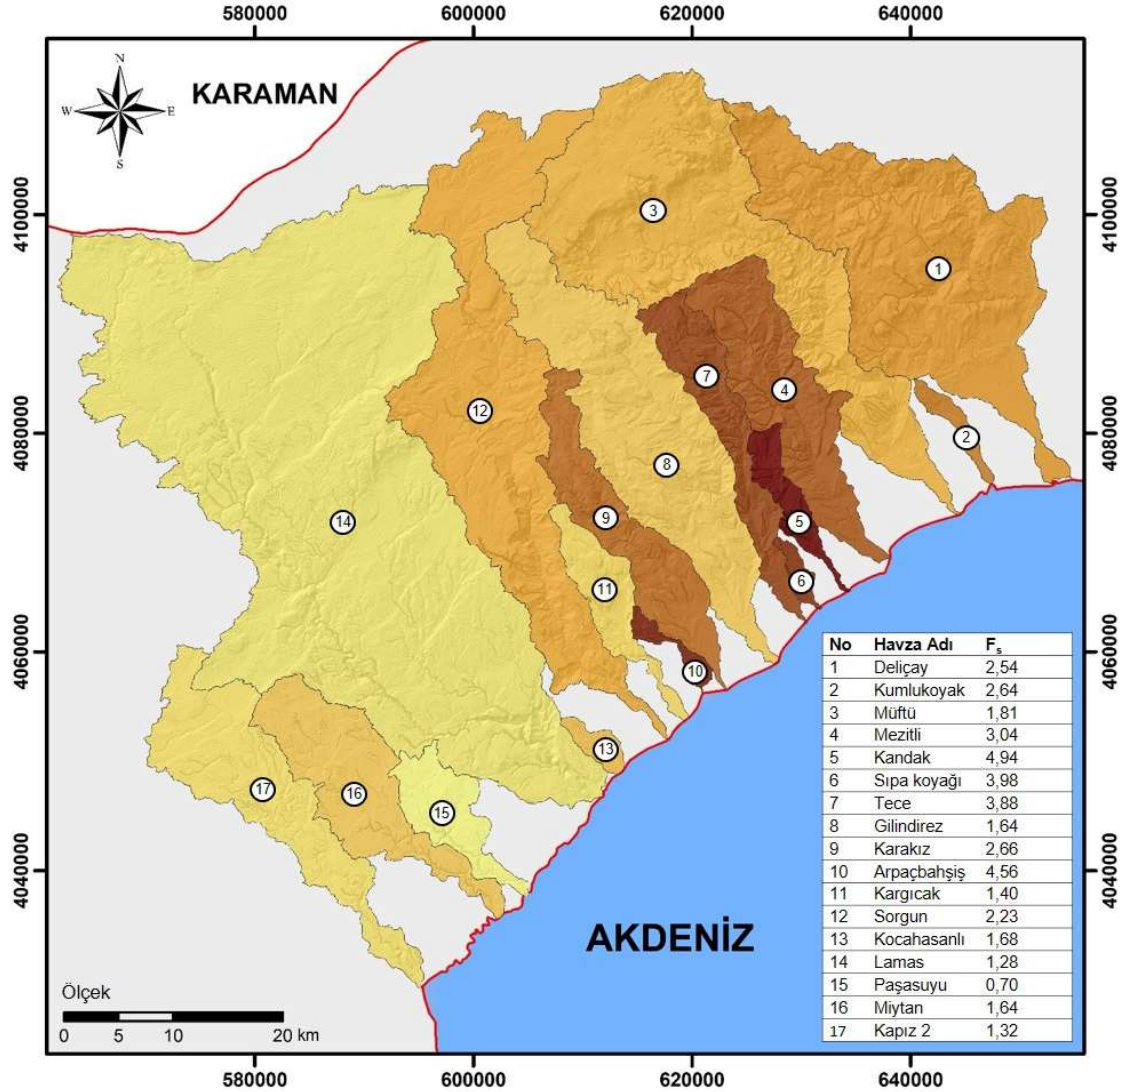 580000 600000 620000 640000
N
W E
S
KARAMAN
4100000 4100000
4080000 4080000
4060000 4060000
4040000 4040000
3
1
7
4
12
2
8
9
14
5
6
11
10
13
17
16
15
No Havza Adı Fs
1 Deliçay 2,54
2 Kumlukoyak 2,64
3 Müftü 1,81
4 Mezitli 3,04
5 Kandak 4,94
6 Sıpa koyağı 3,98
7 Tece 3,88
8 Gilindirez 1,64
9 Karakız 2,66
10 Arpaçbahşiş 4,56
11 Kargıcak 1,40
12 Sorgun 2,23
13 Kocahasanlı 1,68
14 Lamas 1,28
15 Paşasuyu 0,70
16 Miytan 1,64
17 Kapız 2 1,32
AKDENİZ
Ölçek
0 5 10 20 km
580000 600000 620000 640000